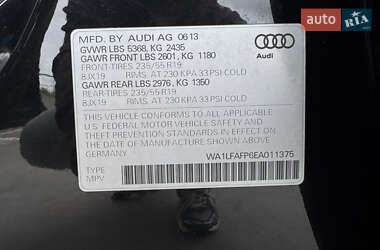 AUTO RIA
MFD. BY AUDI AG 06 13
GVWR LBS 5368, KG 2435
GAWR FRONT LBS 2601, KG 1180
FRONT-TIRES 235/55 R19
8JX19 RIMS, AT 230 KPA 33 PSI COLD
GAWR REAR LBS 2976, KG 1350
REAR-TIRES 235/55 R19
8JX19 RIMS, AT 230 KPA 33 PSI COLD
Audi
THIS VEHICLE CONFORMS TO ALL APPLICABLE
U.S. FEDERAL MOTOR VEHICLE SAFETY AND
THEFT PREVENTION STANDARDS IN EFFECT ON
THE DATE OF MANUFACTURE SHOWN ABOVE
GERMANY
WA1LFAFP6EA011375
TYPE
MPV